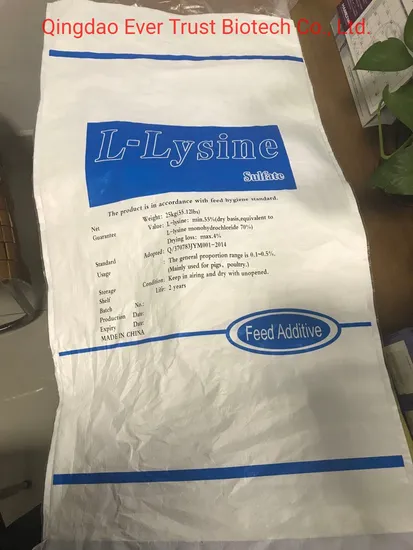 Qingdao Ever Trust Biotech Co., Ltd.
L-Lysine
Sulfate
The product is in accordance with feed hygiene standard.
Net Weight: 25kg(55.12lbs)
Guarantee Value: L-lysine: min.55%(dry basis,equivalent to
L-lysine monohydrochloride 70%)
Drying loss: max.4%
Standard Adopted: Q/370783JYM001-2014
Usage : The general proportion range is 0.1-0.5%.
(Mainly used for pigs, poultry.)
Storage Condition: Keep in airing and dry with unopened.
Shelf Life: 2 years
Batch No.:
Production Date:
Expiry Date:
MADE IN CHINA
Feed Additive